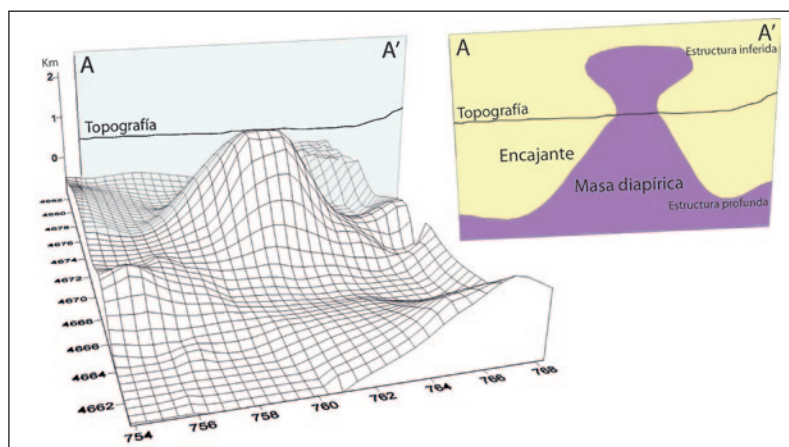 Km
2
1
0
A
A'
Topografía
4682
4680
4678
4676
4674
4672
4670
4668
4666
4664
4662
754
756
758
760
762
764
766
768
A
A'
Estructura inferida
Topografía
Encajante
Masa diapírica
Estructura profunda